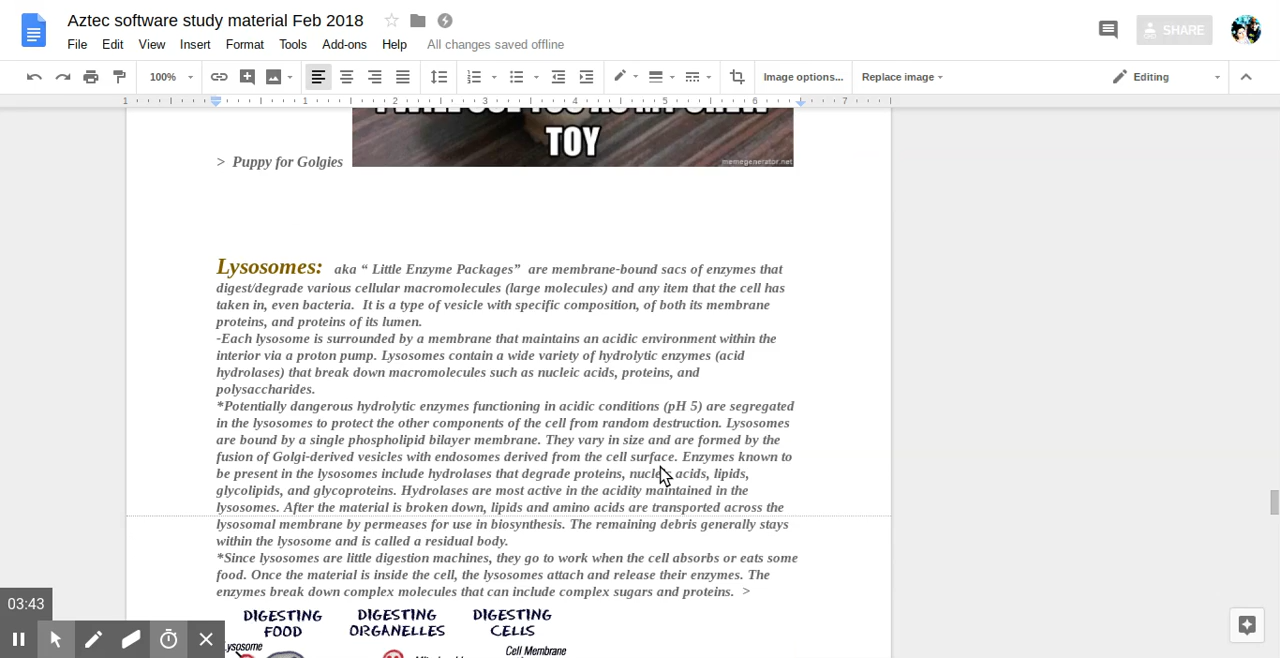 Aztec software study material Feb 2018
File Edit View Insert Format Tools Add-ons Help All changes saved offline
SHARE
100% Image options... Replace image Editing
1 1 2 3 4 5 6 7
TOY
memegenerator.net
> Puppy for Golgies
Lysosomes: aka “ Little Enzyme Packages” are membrane-bound sacs of enzymes that
digest/degrade various cellular macromolecules (large molecules) and any item that the cell has
taken in, even bacteria. It is a type of vesicle with specific composition, of both its membrane
proteins, and proteins of its lumen.
-Each lysosome is surrounded by a membrane that maintains an acidic environment within the
interior via a proton pump. Lysosomes contain a wide variety of hydrolytic enzymes (acid
hydrolases) that break down macromolecules such as nucleic acids, proteins, and
polysaccharides.
*Potentially dangerous hydrolytic enzymes functioning in acidic conditions (pH 5) are segregated
in the lysosomes to protect the other components of the cell from random destruction. Lysosomes
are bound by a single phospholipid bilayer membrane. They vary in size and are formed by the
fusion of Golgi-derived vesicles with endosomes derived from the cell surface. Enzymes known to
be present in the lysosomes include hydrolases that degrade proteins, nucleic acids, lipids,
glycolipids, and glycoproteins. Hydrolases are most active in the acidity maintained in the
lysosomes. After the material is broken down, lipids and amino acids are transported across the
lysosomal membrane by permeases for use in biosynthesis. The remaining debris generally stays
within the lysosome and is called a residual body.
*Since lysosomes are little digestion machines, they go to work when the cell absorbs or eats some
food. Once the material is inside the cell, the lysosomes attach and release their enzymes. The
enzymes break down complex molecules that can include complex sugars and proteins. >
03:43
DIGESTING DIGESTING DIGESTING
FOOD ORGANELLES CELLS
Lysosome Cell Membrane